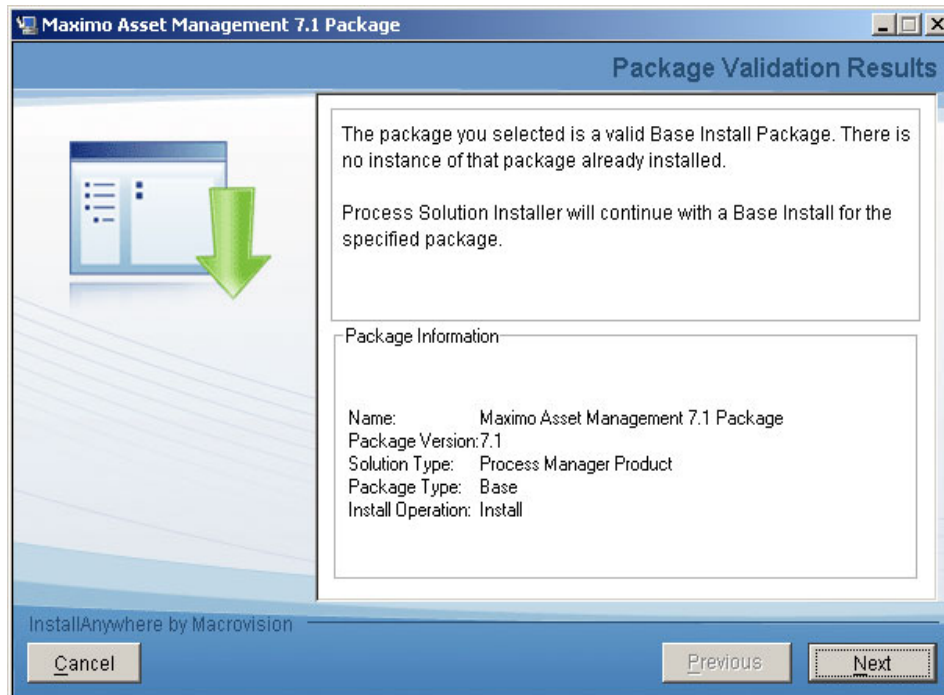 Maximo Asset Management 7.1 Package
Package Validation Results
The package you selected is a valid Base Install Package. There is
no instance of that package already installed.
Process Solution Installer will continue with a Base Install for the
specified package.
Package Information
Name: Maximo Asset Management 7.1 Package
Package Version:7.1
Solution Type: Process Manager Product
Package Type: Base
Install Operation: Install
InstallAnywhere by Macrovision
Cancel
Previous
Next